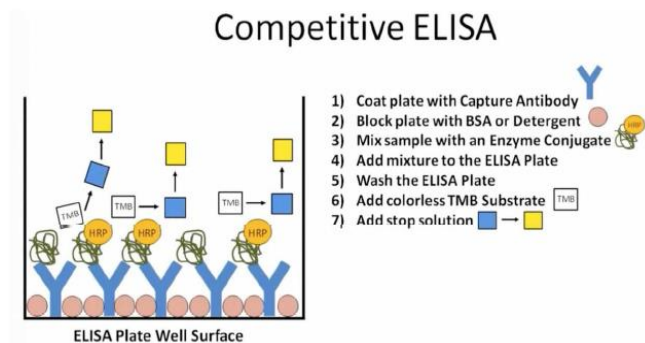 Competitive ELISA
1) Coat plate with Capture Antibody
2) Block plate with BSA or Detergent
3) Mix sample with an Enzyme Conjugate
HRP
4) Add mixture to the ELISA Plate
5) Wash the ELISA Plate
6) Add colorless TMB Substrate TMB
7) Add stop solution
TMB
TMB
TMB
HRP
HRP
HRP
ELISA Plate Well Surface